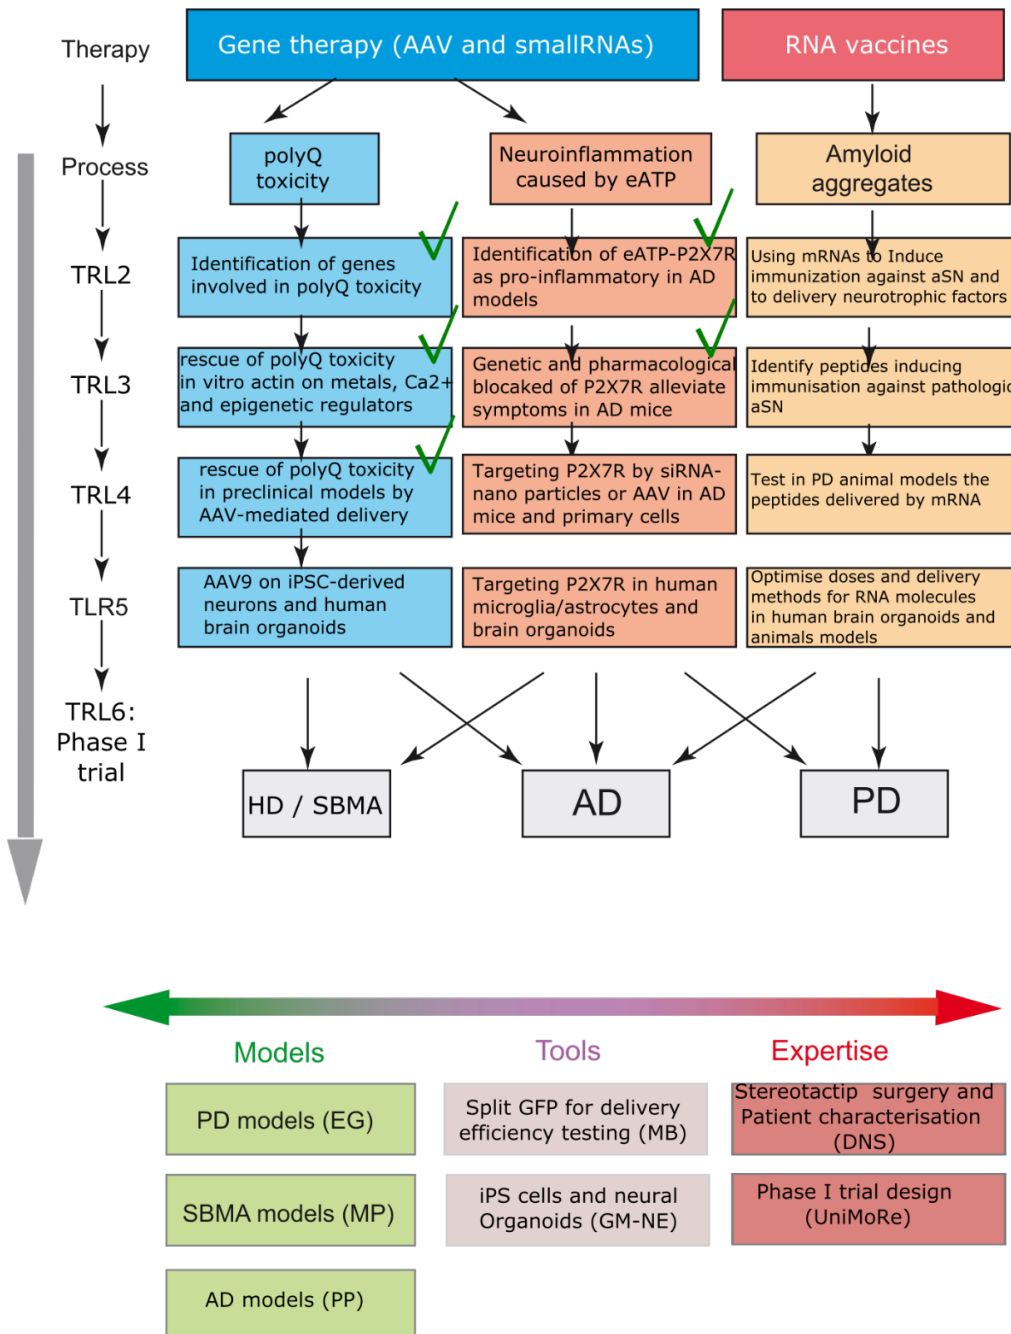 Therapy
Gene therapy (AAV and smallRNAs)
RNA vaccines
Process
polyQ
toxicity
Neuroinflammation
caused by eATP
Amyloid
aggregates
TRL2
Identification of genes
involved in polyQ toxicity
Identification of eATP-P2X7R
as pro-inflammatory in AD
models
Using mRNAs to Induce
immunization against aSN and
to delivery neurotrophic factors
TRL3
rescue of polyQ toxicity
in vitro actin on metals, Ca2+
and epigenetic regulators
Genetic and pharmacological
blocaked of P2X7R alleviate
symptoms in AD mice
Identify peptides inducing
immunisation against pathologic
aSN
TRL4
rescue of polyQ toxicity
in preclinical models by
AAV-mediated delivery
Targeting P2X7R by siRNA-
nano particles or AAV in AD
mice and primary cells
Test in PD animal models the
peptides delivered by mRNA
TLR5
AAV9 on iPSC-derived
neurons and human
brain organoids
Targeting P2X7R in human
microglia/astrocytes and
brain organoids
Optimise doses and delivery
methods for RNA molecules
in human brain organoids and
animals models
TRL6:
Phase I
trial
HD / SBMA
AD
PD
Models
Tools
Expertise
PD models (EG)
Split GFP for delivery
efficiency testing (MB)
Stereotactip surgery and
Patient characterisation
(DNS)
SBMA models (MP)
iPS cells and neural
Organoids (GM-NE)
Phase I trial design
(UniMoRe)
AD models (PP)